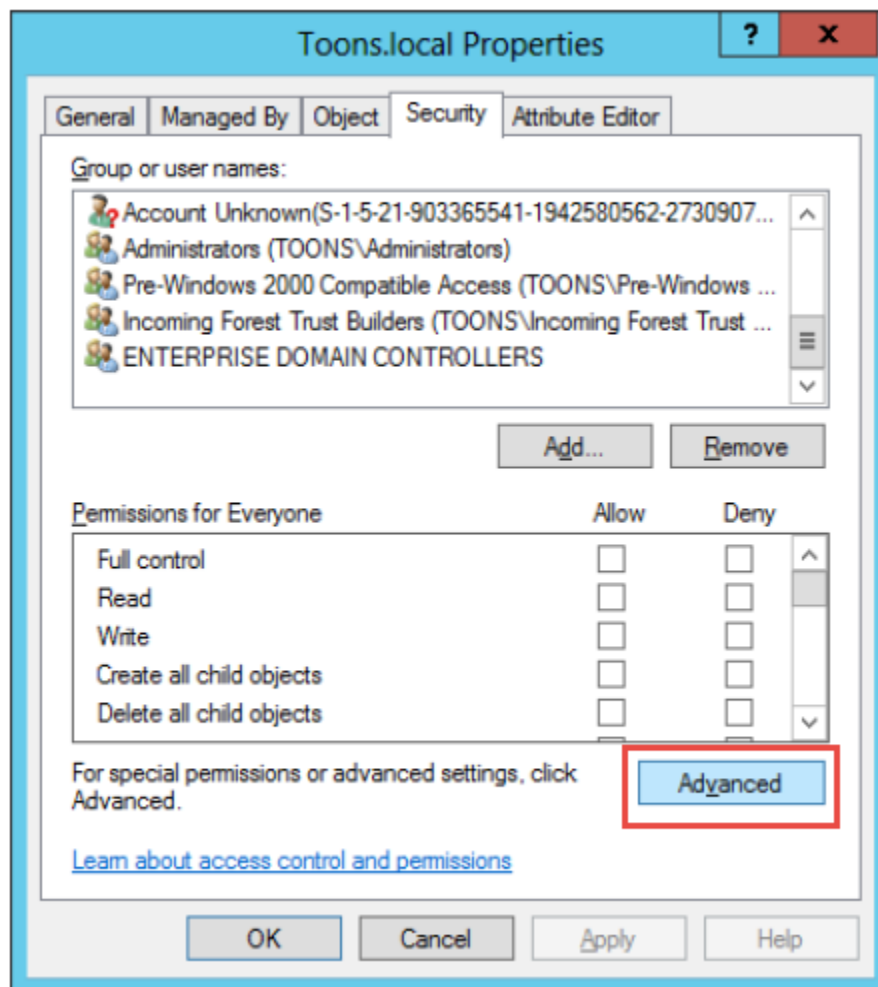 Toons.local Properties
? x
General Managed By Object Security Attribute Editor
Group or user names:
Account Unknown(S-1-5-21-903365541-1942580562-2730907...
Administrators (TOONS\Administrators)
Pre-Windows 2000 Compatible Access (TOONS\Pre-Windows ...
Incoming Forest Trust Builders (TOONS\Incoming Forest Trust ...
ENTERPRISE DOMAIN CONTROLLERS
Add... Remove
Permissions for Everyone Allow Deny
Full control
Read
Write
Create all child objects
Delete all child objects
For special permissions or advanced settings, click
Advanced.
Advanced
Learn about access control and permissions
OK Cancel Apply Help